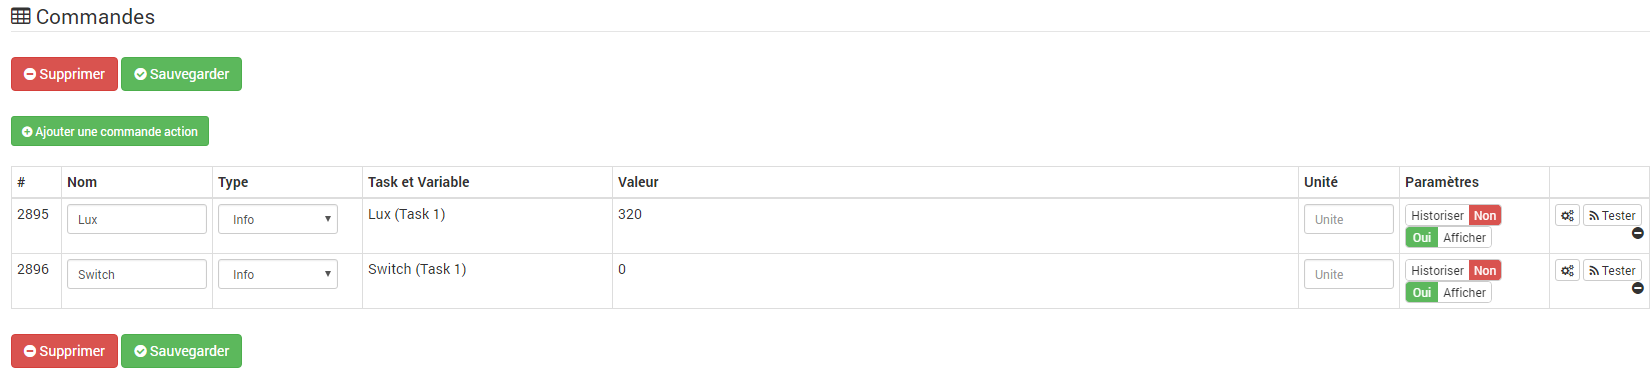 Commandes
Supprimer Sauvegarder
Ajouter une commande action
# Nom Type Task et Variable Valeur Unité Paramètres
2895 Lux Info Lux (Task 1) 320 Unite Historiser Non Tester
Oui Afficher
2896 Switch Info Switch (Task 1) 0 Unite Historiser Non Tester
Oui Afficher
Supprimer Sauvegarder